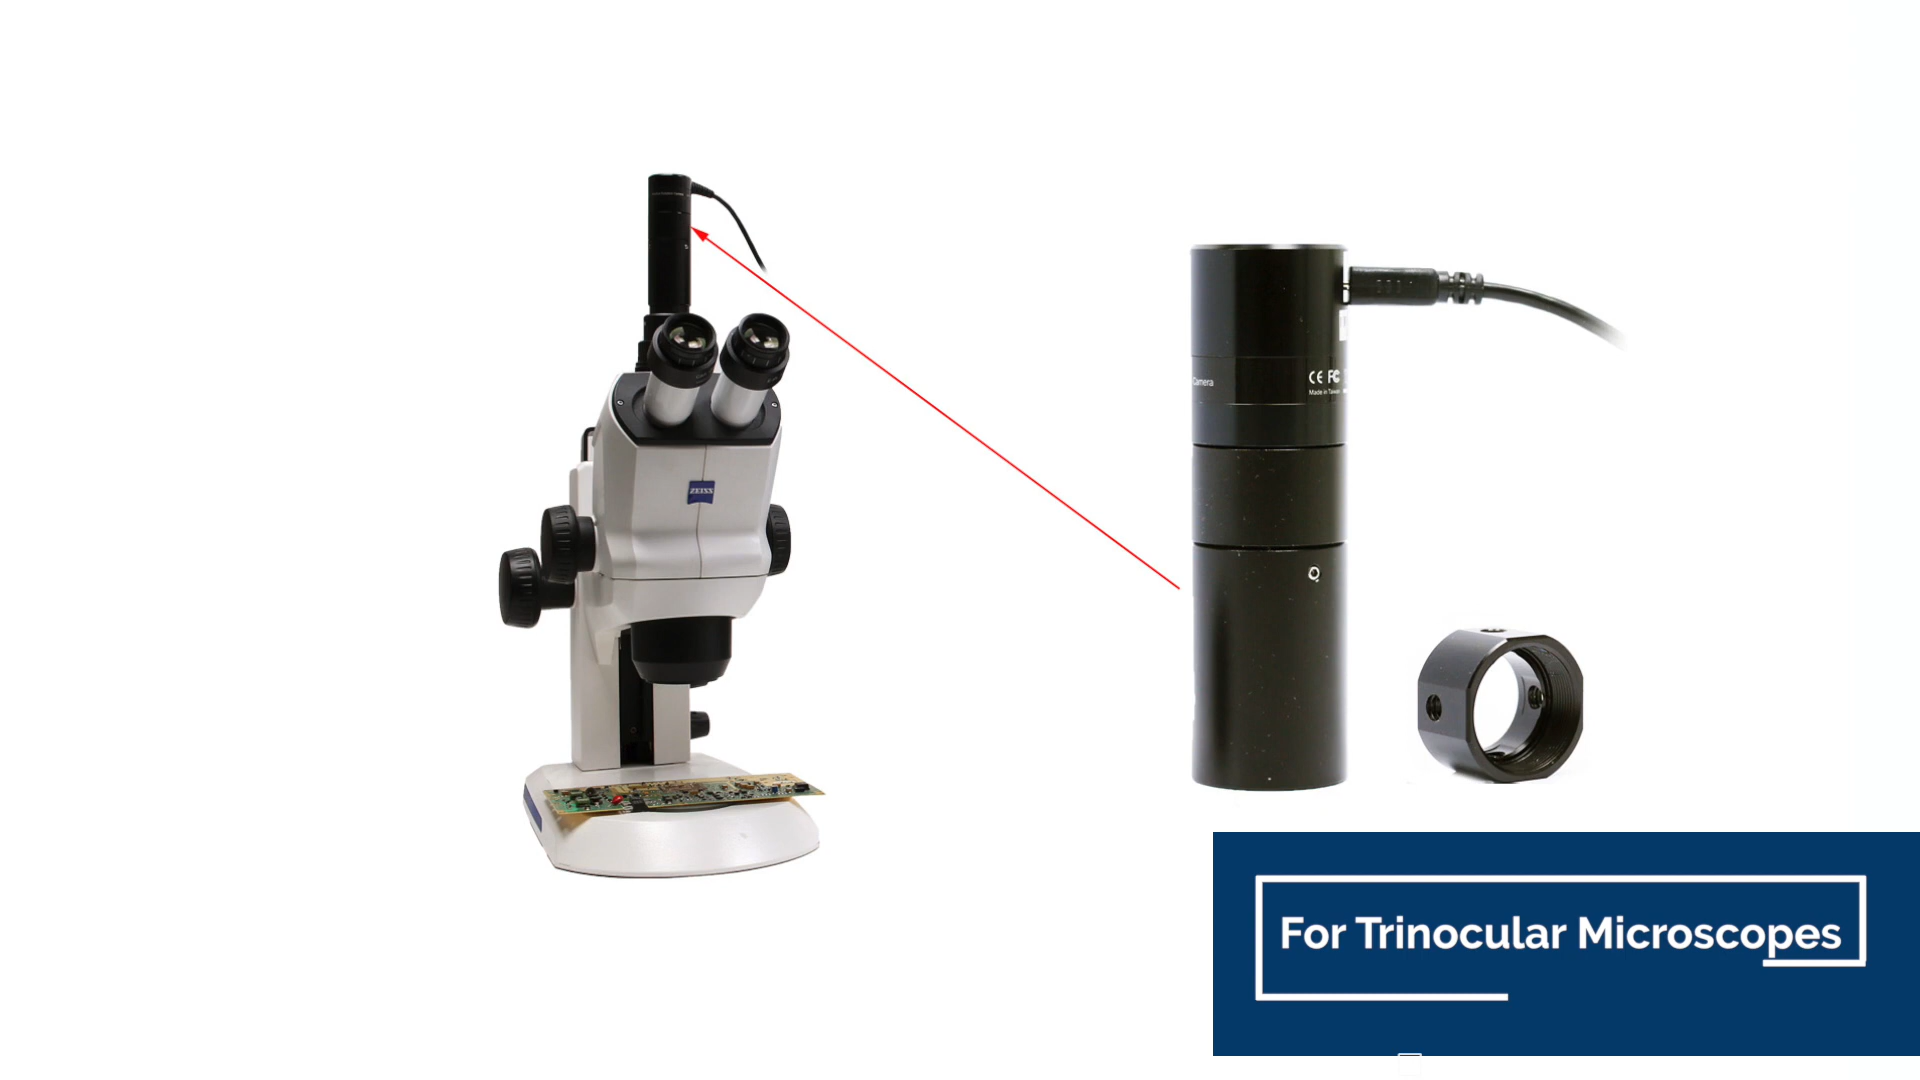 ZEISS
Camera
CE FC
Made in Taiwan
For Trinocular Microscopes